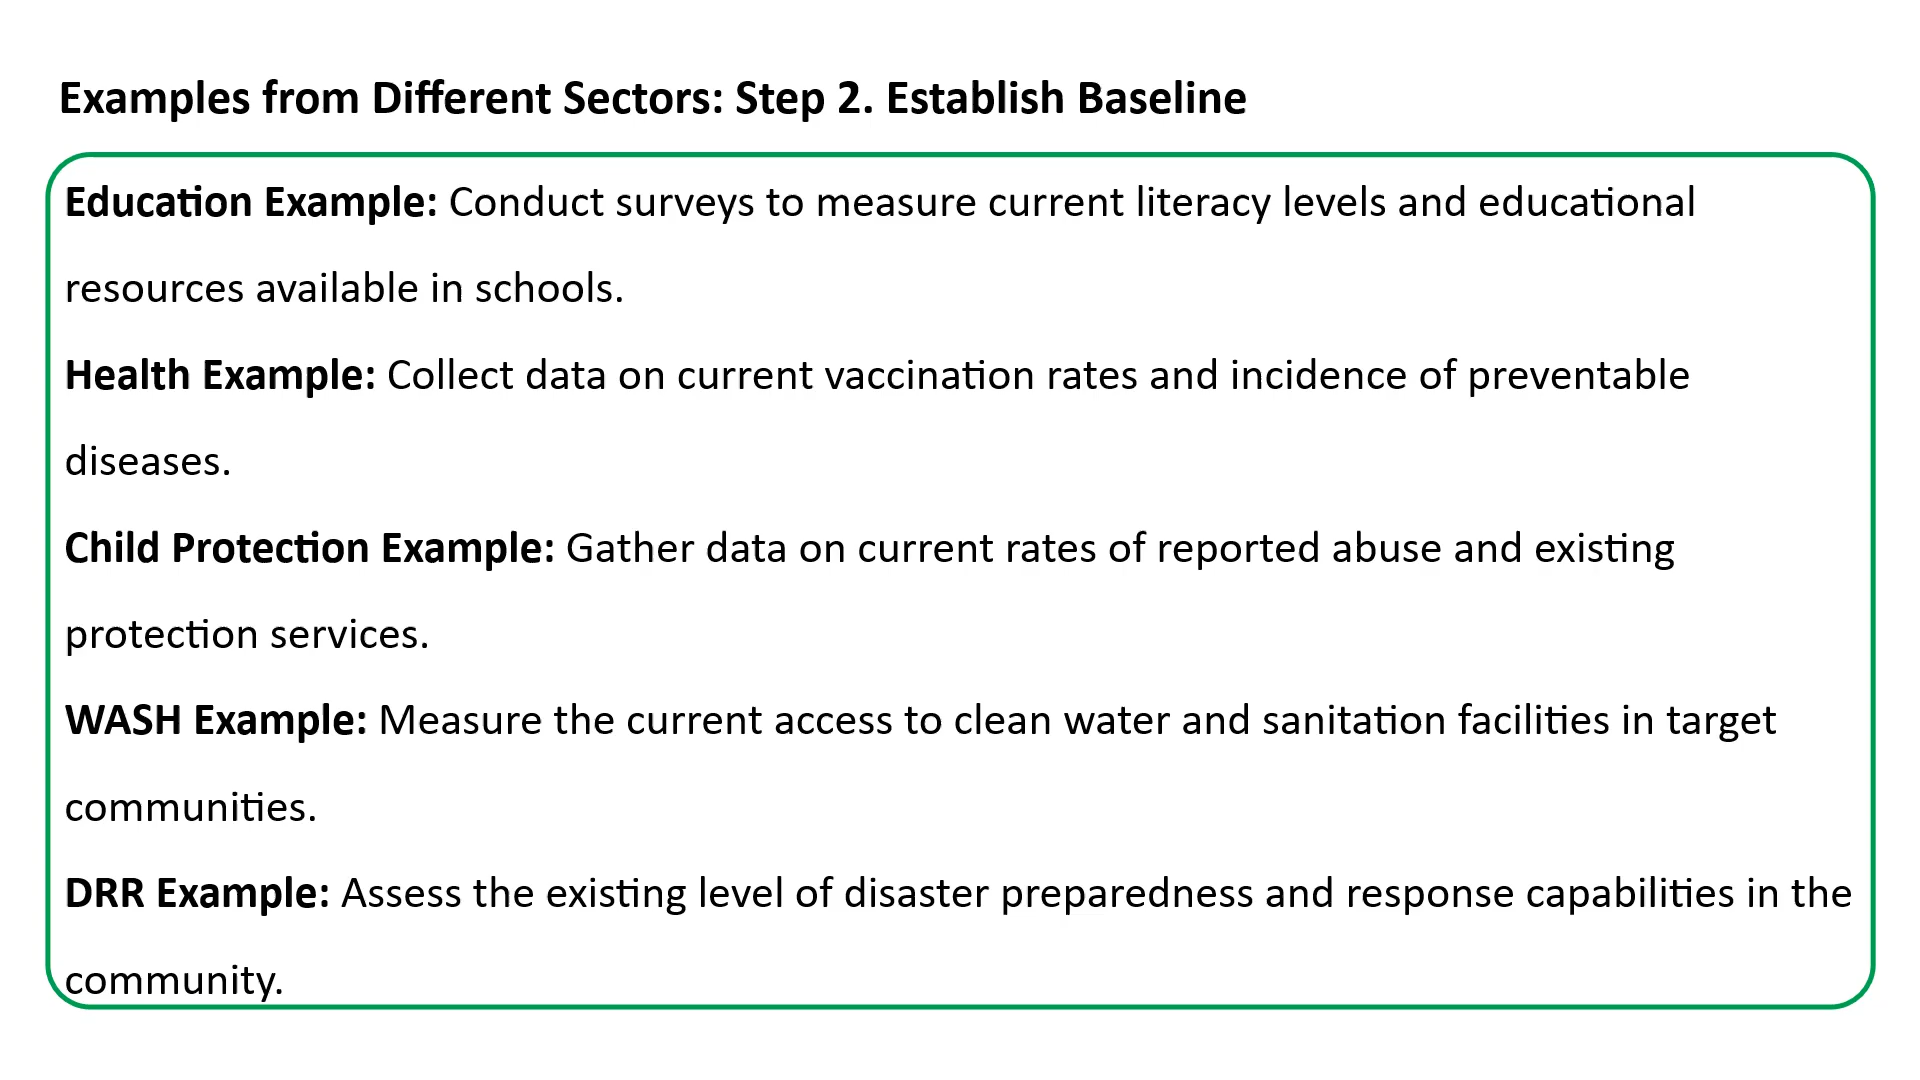 Examples from Different Sectors: Step 2. Establish Baseline
Education Example: Conduct surveys to measure current literacy levels and educational
resources available in schools.
Health Example: Collect data on current vaccination rates and incidence of preventable
diseases.
Child Protection Example: Gather data on current rates of reported abuse and existing
protection services.
WASH Example: Measure the current access to clean water and sanitation facilities in target
communities.
DRR Example: Assess the existing level of disaster preparedness and response capabilities in the
community.